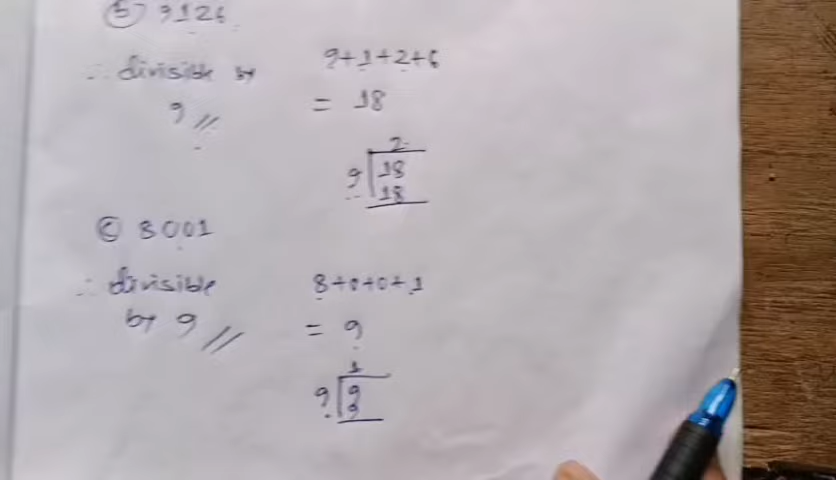 (b) 9126
9+1+2+6
∴ divisible by
9 //
= 18
2
9 | 18
18
(c) 8001
∴ divisible
8+0+0+1
by 9 //
= 9
1
9 | 9
9